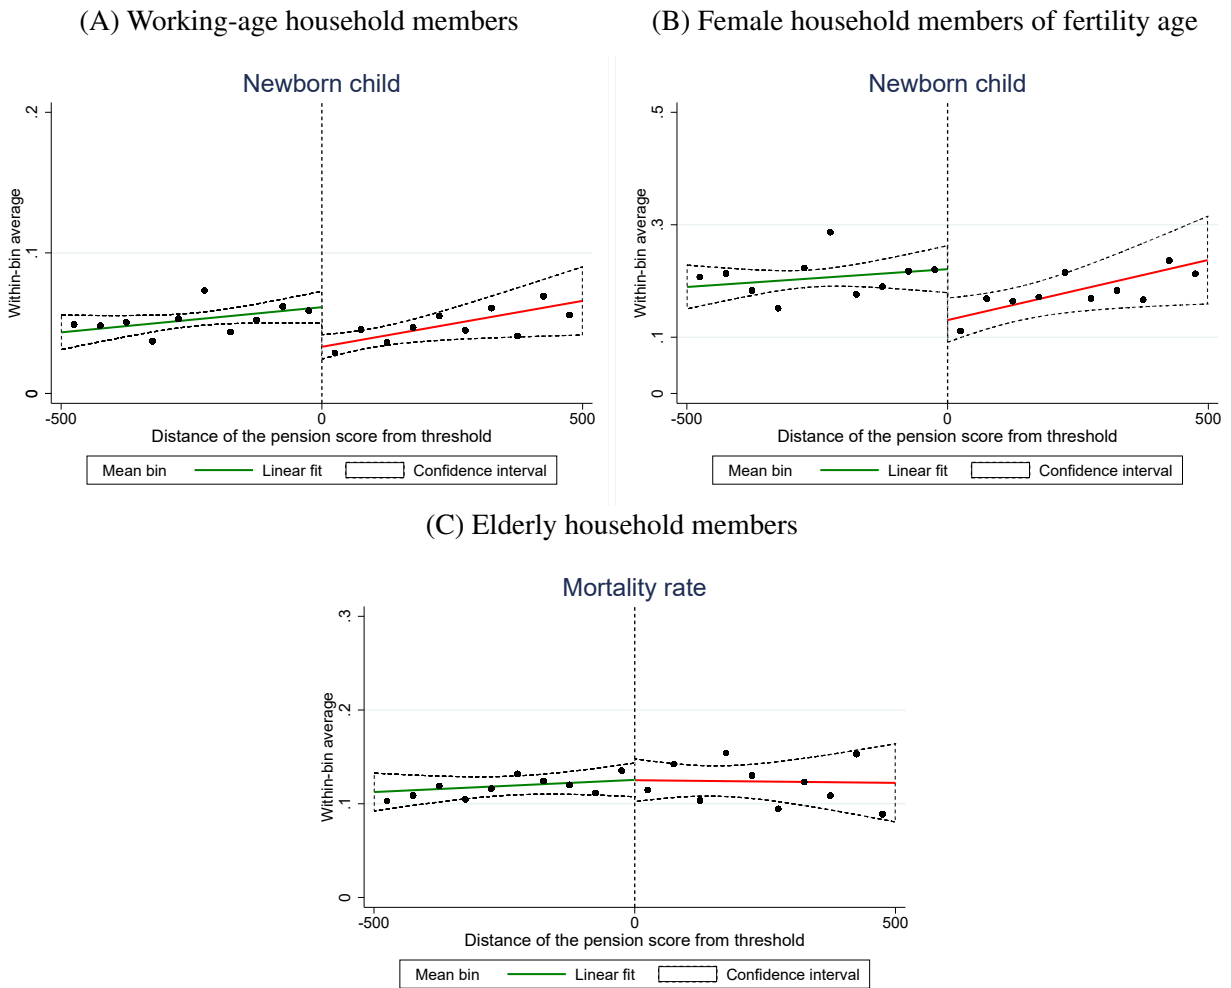 (A) Working-age household members
(B) Female household members of fertility age
Newborn child
Within-bin average
.2
.1
0
-500
0
500
Distance of the pension score from threshold
Mean bin
Linear fit
Confidence interval
Newborn child
Within-bin average
.5
.3
.1
0
-500
0
500
Distance of the pension score from threshold
Mean bin
Linear fit
Confidence interval
(C) Elderly household members
Mortality rate
Within-bin average
.3
.2
.1
0
-500
0
500
Distance of the pension score from threshold
Mean bin
Linear fit
Confidence interval